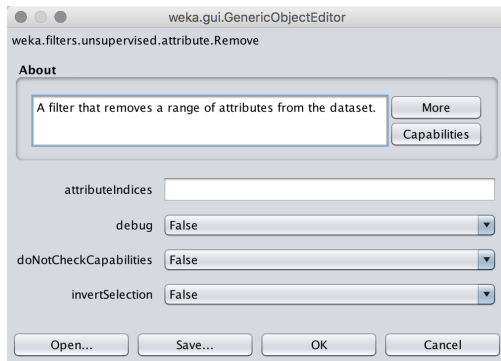 weka.gui.GenericObjectEditor
weka.filters.unsupervised.attribute.Remove
About
A filter that removes a range of attributes from the dataset.
More
Capabilities
attributeIndices
debug False
doNotCheckCapabilities False
invertSelection False
Open... Save... OK Cancel